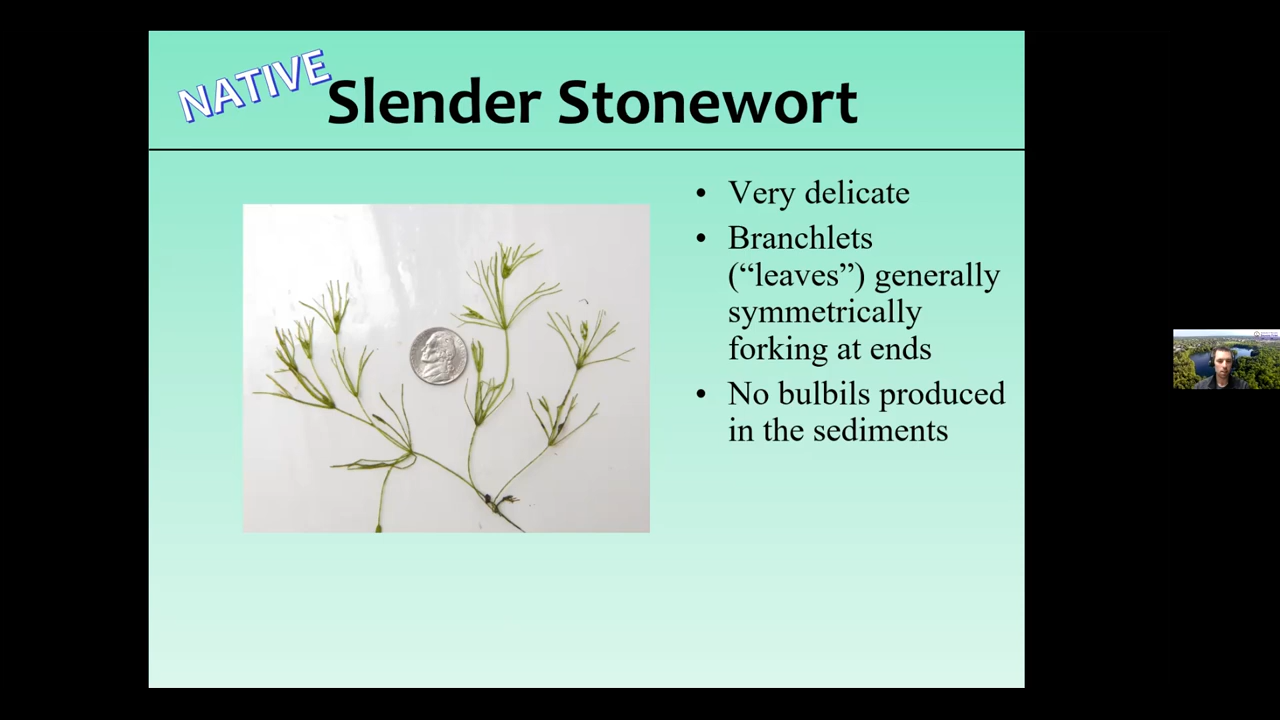 NATIVE
Slender Stonewort
• Very delicate
• Branchlets
(“leaves”) generally
symmetrically
forking at ends
• No bulbils produced
in the sediments